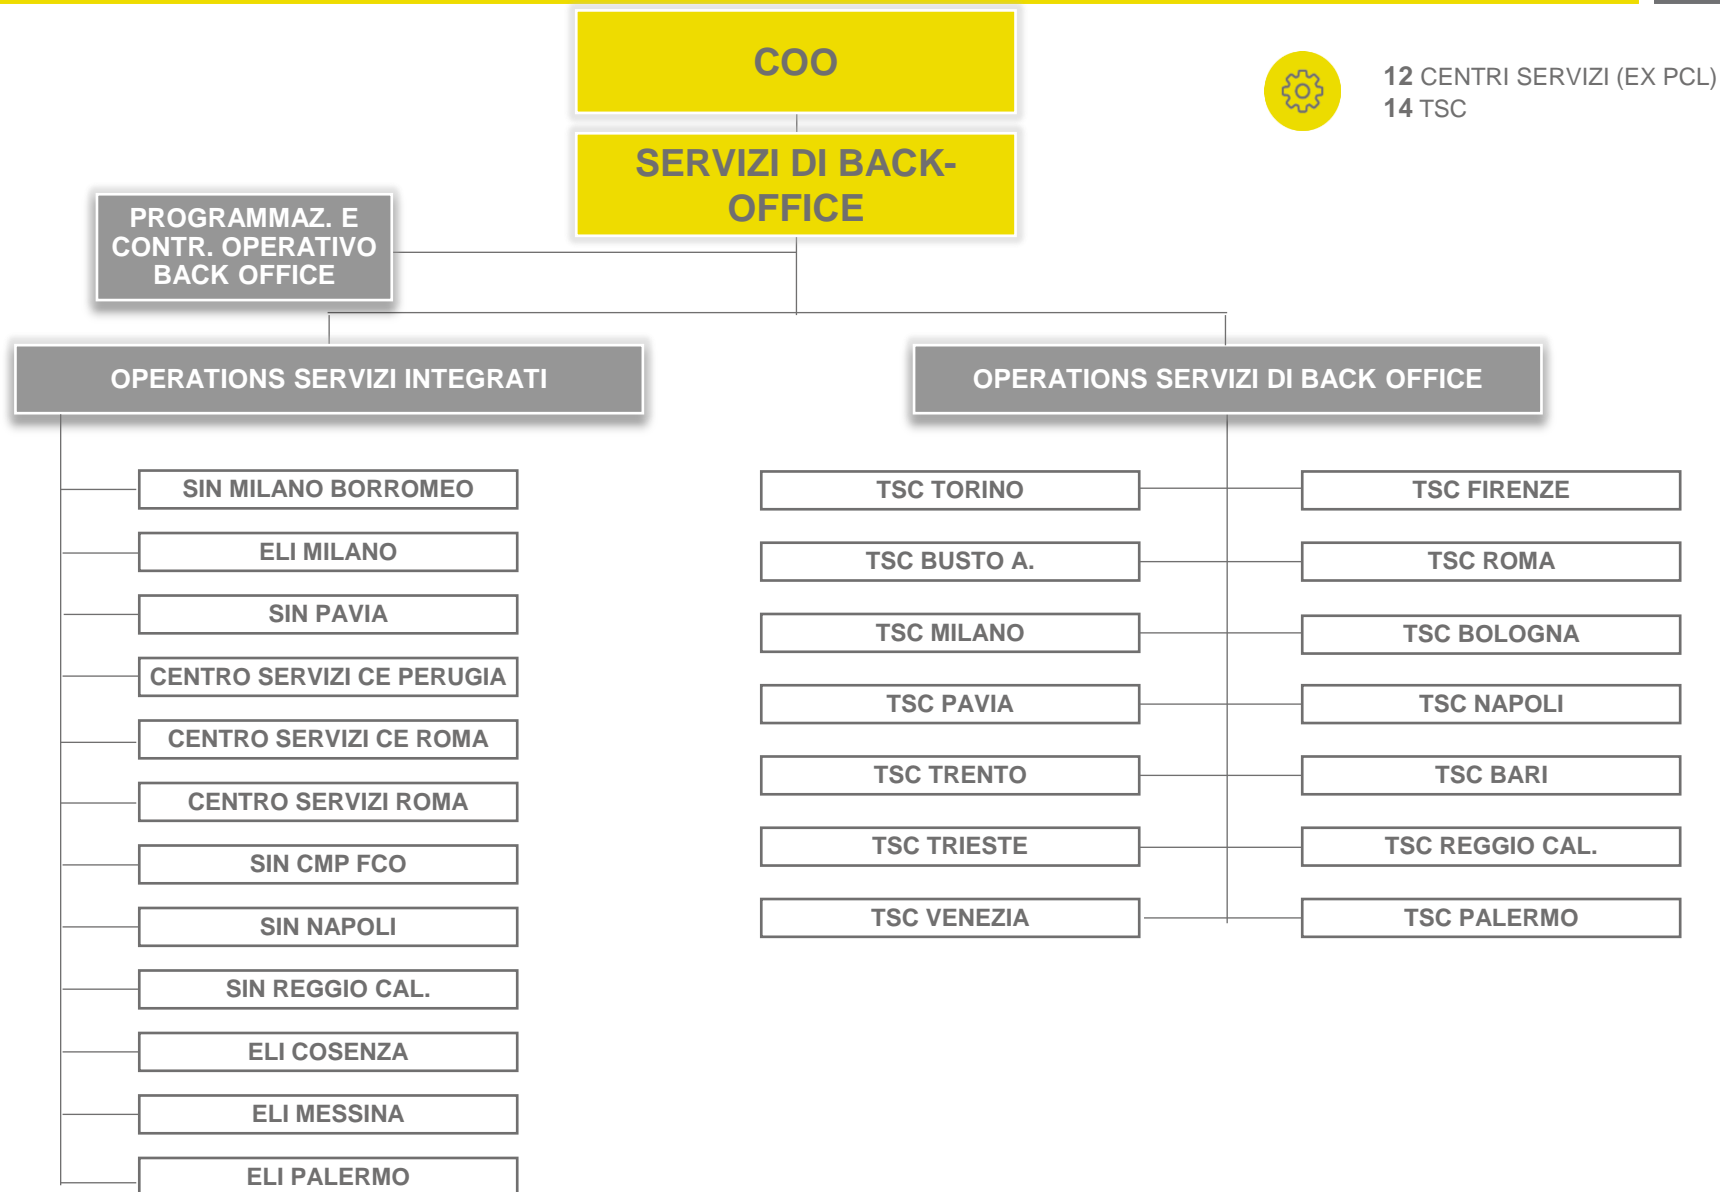 COO
12 CENTRI SERVIZI (EX PCL)
14 TSC
SERVIZI DI BACK-
OFFICE
PROGRAMMAZ. E
CONTR. OPERATIVO
BACK OFFICE
OPERATIONS SERVIZI INTEGRATI
OPERATIONS SERVIZI DI BACK OFFICE
SIN MILANO BORROMEO
ELI MILANO
SIN PAVIA
CENTRO SERVIZI CE PERUGIA
CENTRO SERVIZI CE ROMA
CENTRO SERVIZI ROMA
SIN CMP FCO
SIN NAPOLI
SIN REGGIO CAL.
ELI COSENZA
ELI MESSINA
ELI PALERMO
TSC TORINO
TSC BUSTO A.
TSC MILANO
TSC PAVIA
TSC TRENTO
TSC TRIESTE
TSC VENEZIA
TSC FIRENZE
TSC ROMA
TSC BOLOGNA
TSC NAPOLI
TSC BARI
TSC REGGIO CAL.
TSC PALERMO